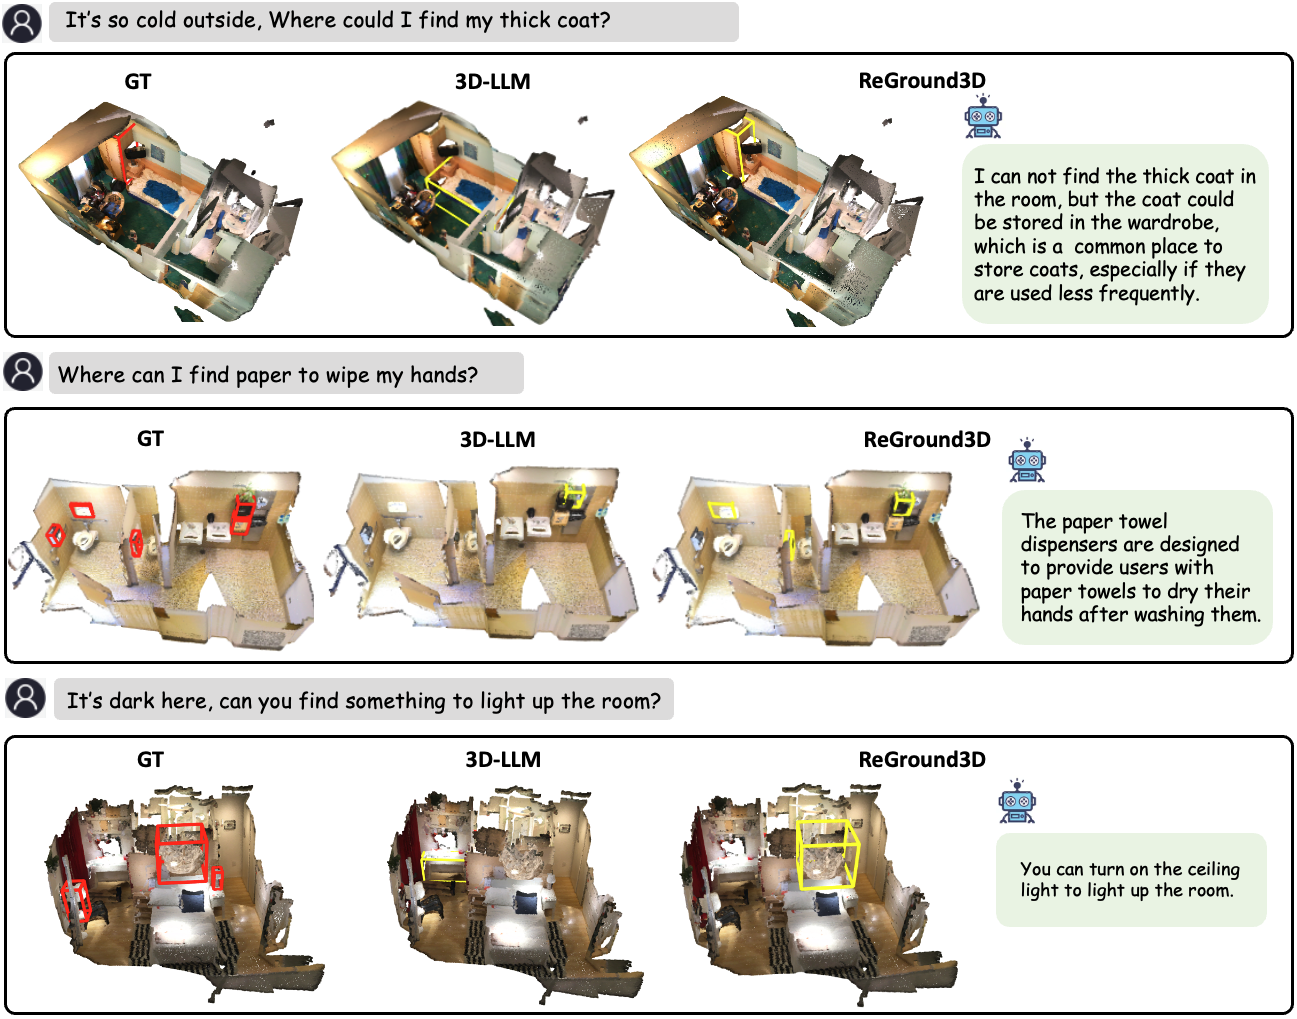 It's so cold outside, Where could I find my thick coat?
GT
3D-LLM
ReGround3D
I can not find the thick coat in
the room, but the coat could
be stored in the wardrobe,
which is a common place to
store coats, especially if they
are used less frequently.
Where can I find paper to wipe my hands?
GT
3D-LLM
ReGround3D
The paper towel
dispensers are designed
to provide users with
paper towels to dry their
hands after washing them.
It's dark here, can you find something to light up the room?
GT
3D-LLM
ReGround3D
You can turn on the ceiling
light to light up the room.